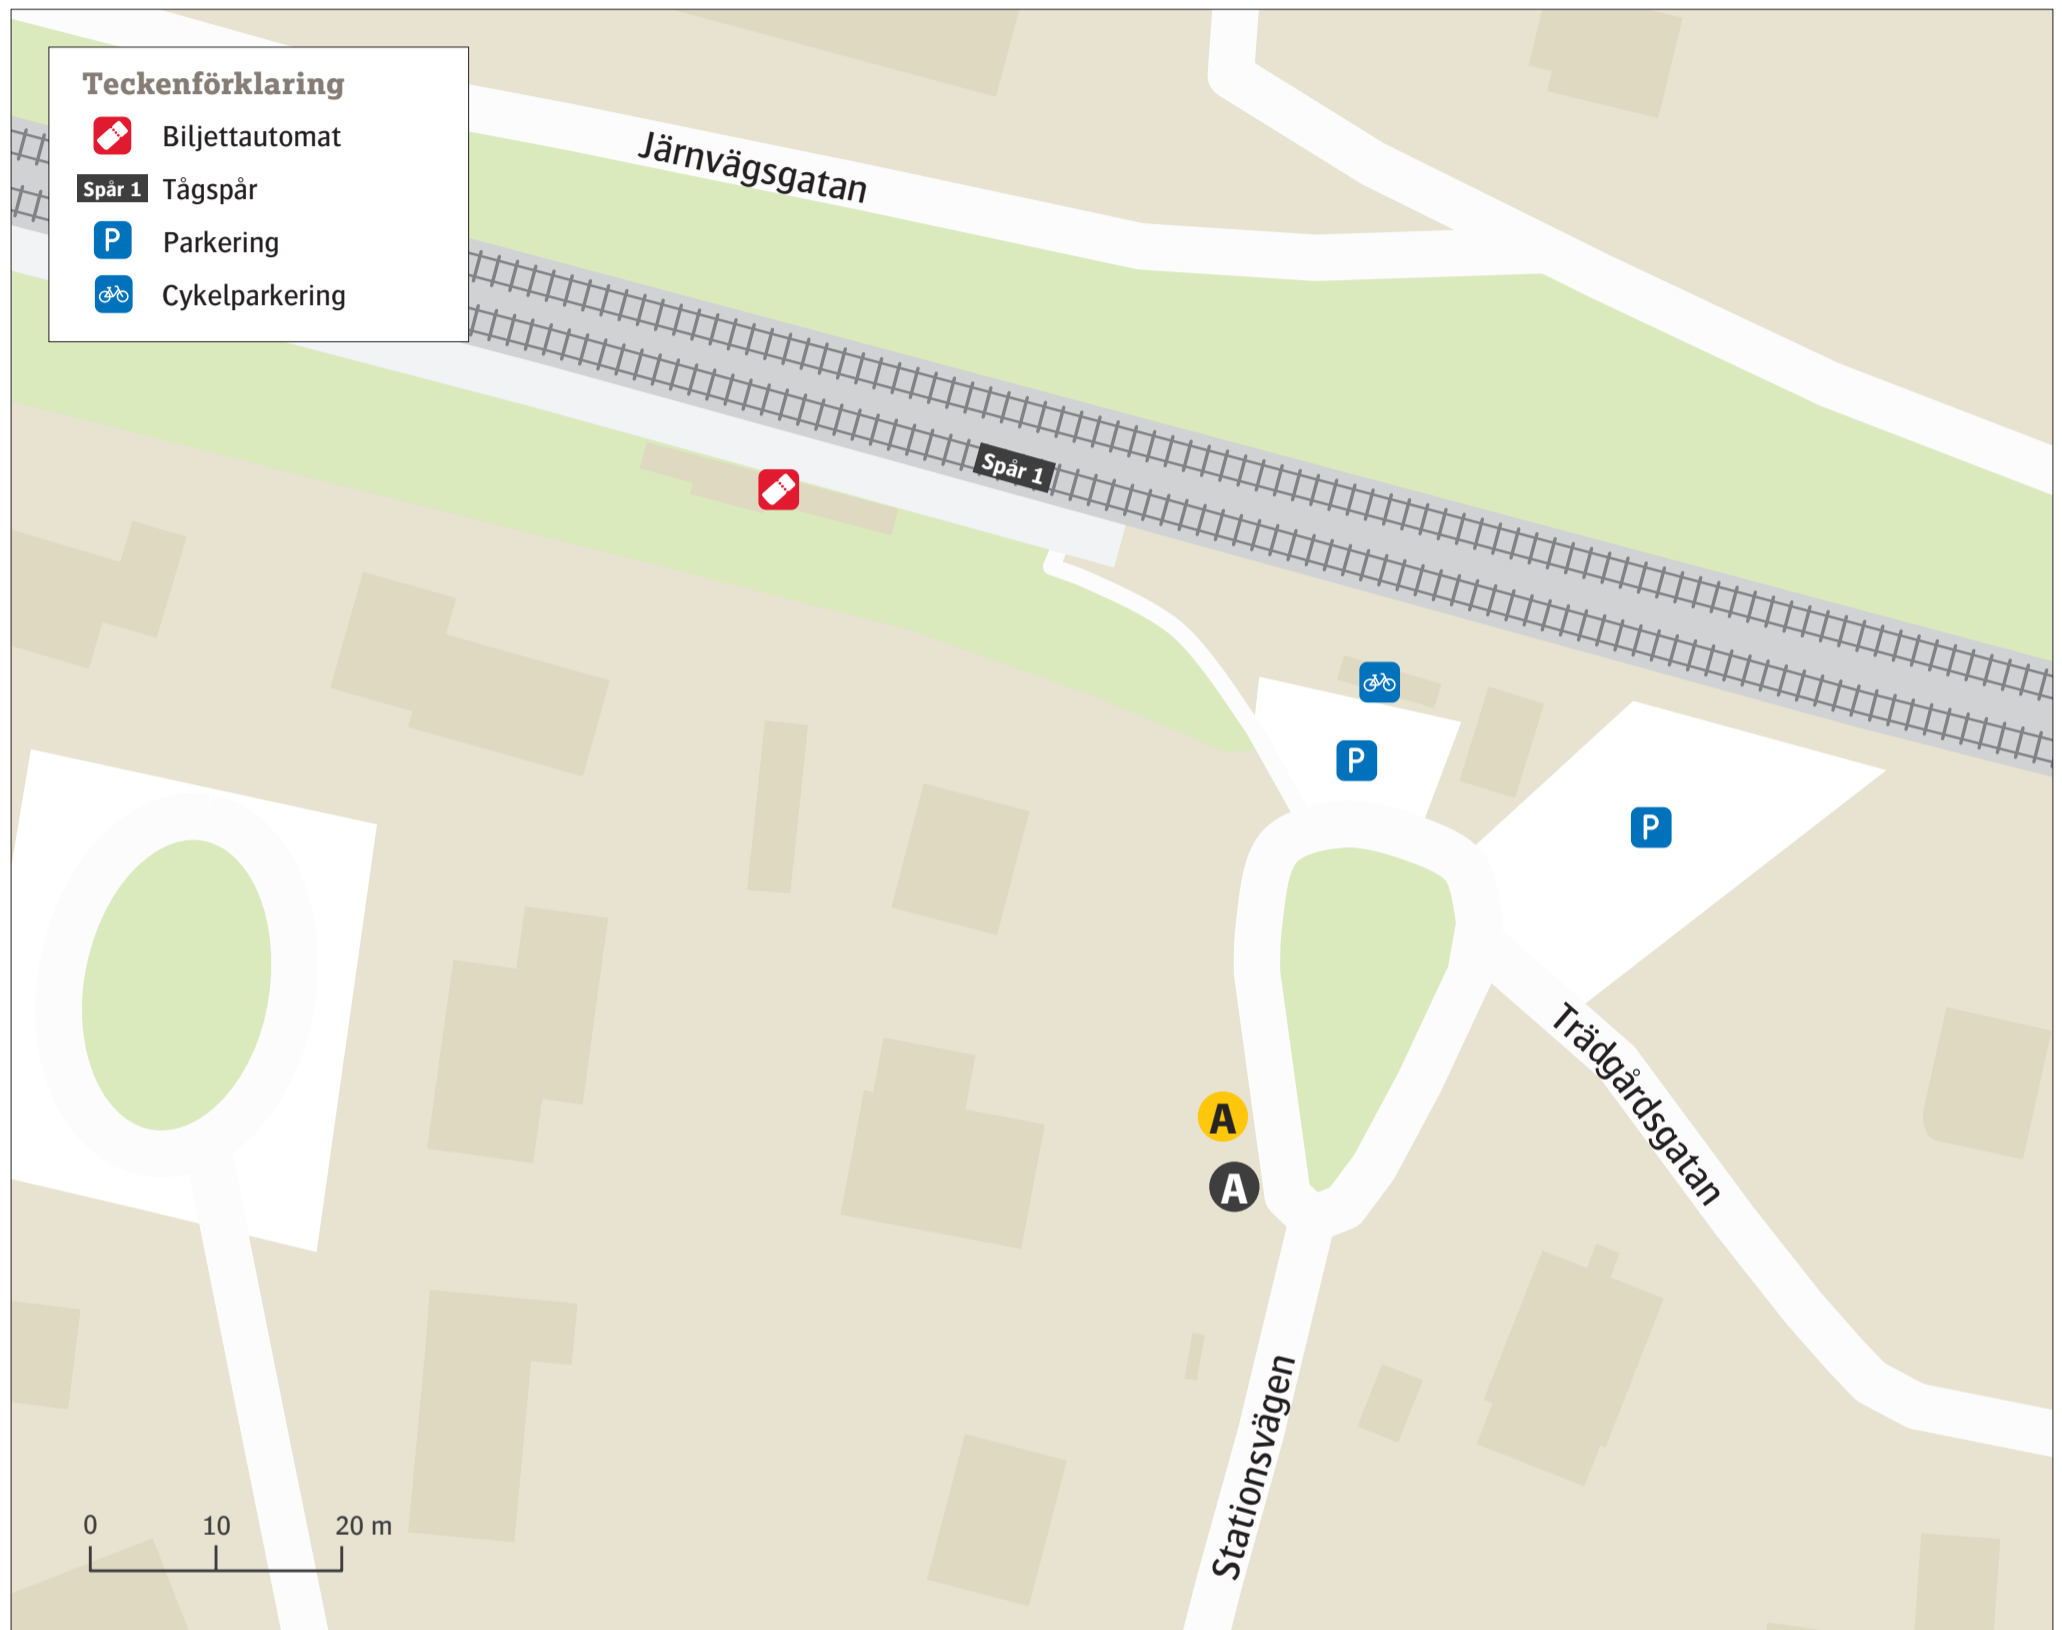 Teckenförklaring
Biljettautomat
Spår 1 Tågspår
P Parkering
Cykelparkering
Järnvägsgatan
Spår 1
P
P
Trädgårdsgatan
A
A
Stationsvägen
0 10 20 m